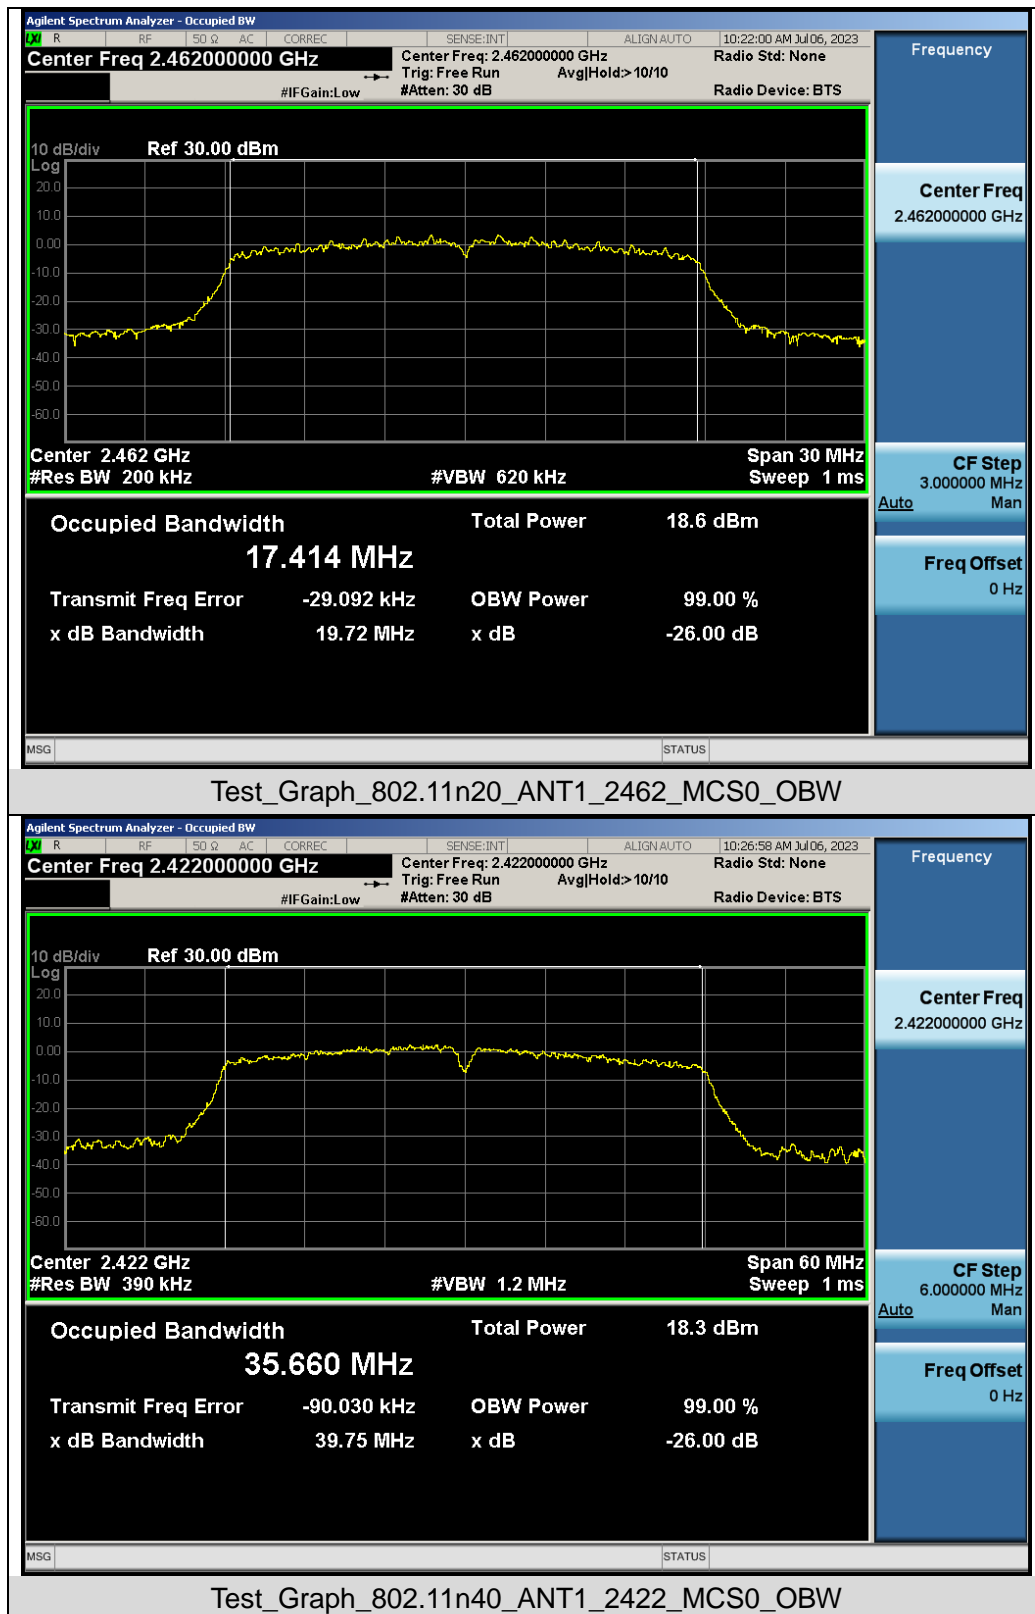 Agilent Spectrum Analyzer - Occupied BW
LXI R RF 50 Ω AC CORREC SENSE:INT ALIGN AUTO 10:22:00 AM Jul 06, 2023
Center Freq 2.462000000 GHz Center Freq: 2.462000000 GHz Radio Std: None
Trig: Free Run Avg|Hold:> 10/10
#IFGain:Low #Atten: 30 dB Radio Device: BTS
Frequency
10 dB/div Ref 30.00 dBm
Log
20.0
10.0
0.00
-10.0
-20.0
-30.0
-40.0
-50.0
-60.0
Center 2.462 GHz Span 30 MHz
#Res BW 200 kHz #VBW 620 kHz Sweep 1 ms
Center Freq
2.462000000 GHz
CF Step
3.000000 MHz
Auto Man
Freq Offset
0 Hz
Occupied Bandwidth Total Power 18.6 dBm
17.414 MHz
Transmit Freq Error -29.092 kHz OBW Power 99.00 %
x dB Bandwidth 19.72 MHz x dB -26.00 dB
MSG STATUS
Test_Graph_802.11n20_ANT1_2462_MCS0_OBW
Agilent Spectrum Analyzer - Occupied BW
LXI R RF 50 Ω AC CORREC SENSE:INT ALIGN AUTO 10:26:58 AM Jul 06, 2023
Center Freq 2.422000000 GHz Center Freq: 2.422000000 GHz Radio Std: None
Trig: Free Run Avg|Hold:> 10/10
#IFGain:Low #Atten: 30 dB Radio Device: BTS
Frequency
10 dB/div Ref 30.00 dBm
Log
20.0
10.0
0.00
-10.0
-20.0
-30.0
-40.0
-50.0
-60.0
Center 2.422 GHz Span 60 MHz
#Res BW 390 kHz #VBW 1.2 MHz Sweep 1 ms
Center Freq
2.422000000 GHz
CF Step
6.000000 MHz
Auto Man
Freq Offset
0 Hz
Occupied Bandwidth Total Power 18.3 dBm
35.660 MHz
Transmit Freq Error -90.030 kHz OBW Power 99.00 %
x dB Bandwidth 39.75 MHz x dB -26.00 dB
MSG STATUS
Test_Graph_802.11n40_ANT1_2422_MCS0_OBW